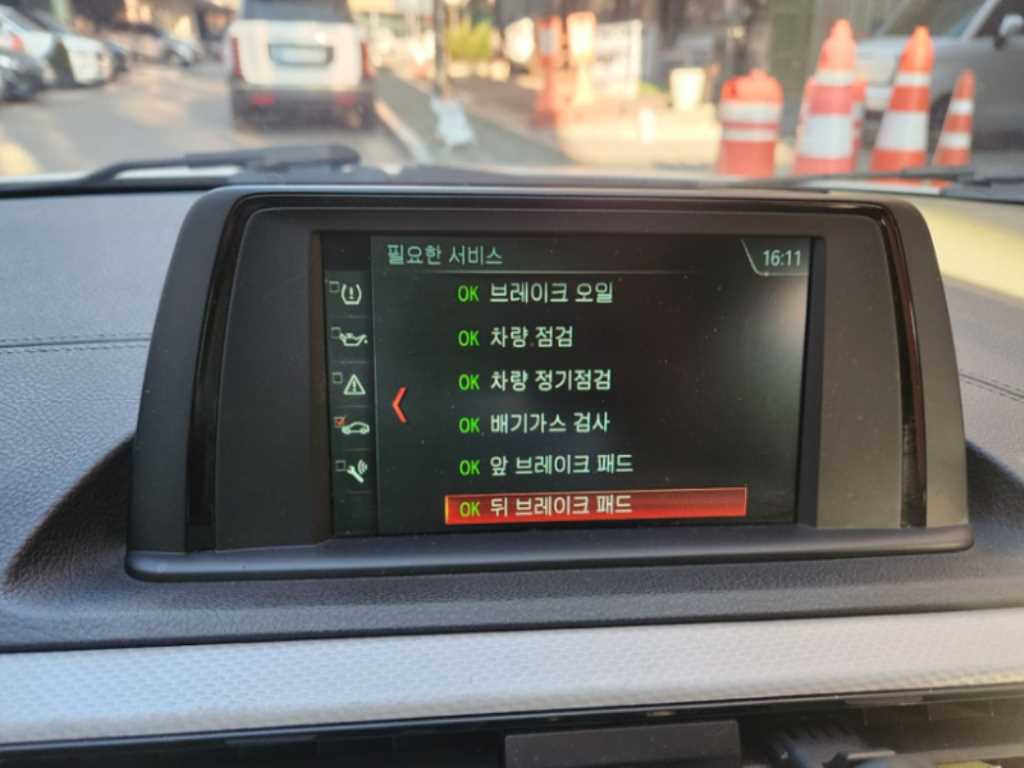 필요한 서비스
16:11
OK 브레이크 오일
OK 차량 점검
OK 차량 정기점검
OK 배기가스 검사
OK 앞 브레이크 패드
OK 뒤 브레이크 패드